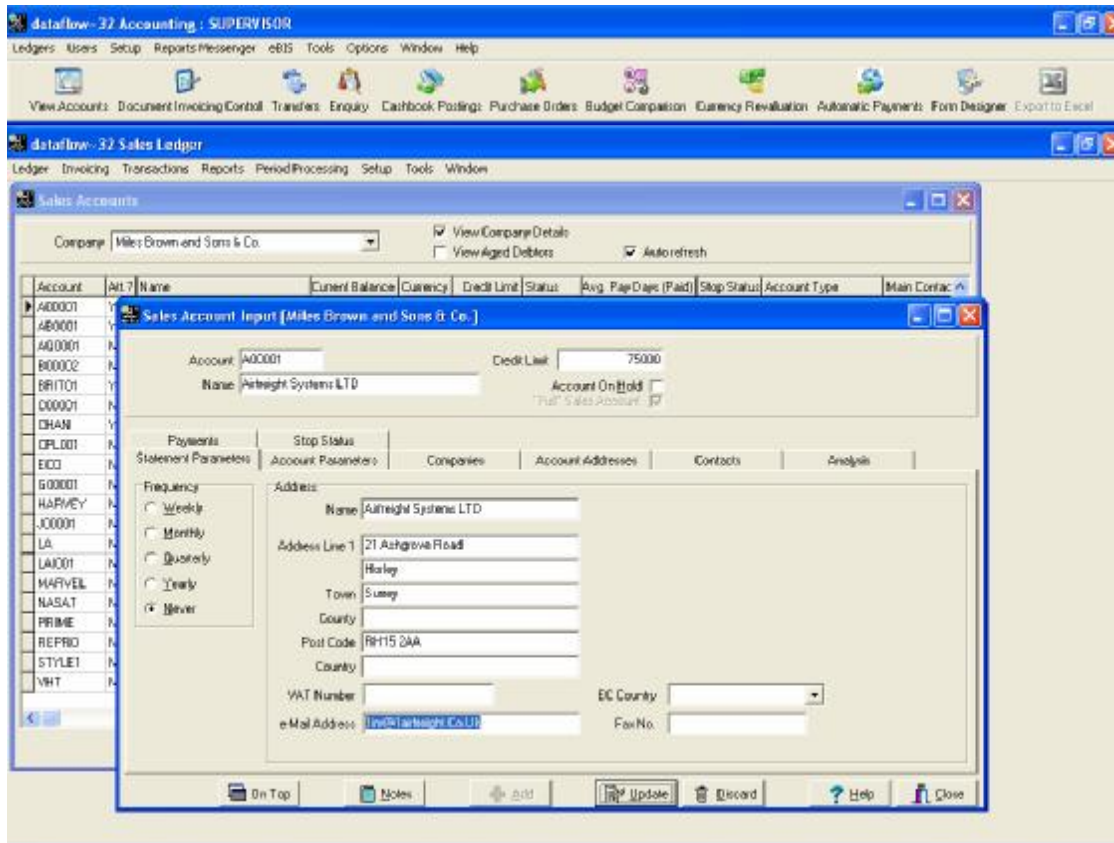 dataflow-32 Accounting : SUPERVISOR
Ledgers Users Setup Reports Messenger eBIS Tools Options Window Help
View Accounts Document Invoicing Control Transfers Enquiry Cashbook Postings Purchase Orders Budget Comparison Currency Revaluation Automatic Payments Form Designer Export to Excel
dataflow-32 Sales Ledger
Ledger Invoicing Transactions Reports Period Processing Setup Tools Window
Sales Accounts
Company Miles Brown and Sons & Co. View Company Details
View Aged Debtors Auto refresh
Account Att ? Name Current Balance Currency Credit Limit Status Avg. Pay Days (Paid) Stop Status Account Type Main Contac
A00001
AB0001
AG0001
B00002
BRIT01
C00001
CHANI
CPL001
EICO
G00001
HARVEY
J00001
LA
LAI001
MARVEL
NASAT
PRIME
REPRO
STYLE1
VHT
Sales Account Input [Miles Brown and Sons & Co.]
Account A00001 Credit Limit 75000
Name Airfreight Systems LTD Account On Hold
"Full" Sales Account
Payments Stop Status
Statement Parameters Account Parameters Companies Account Addresses Contacts Analysis
Frequency Address
Weekly Name Airfreight Systems LTD
Monthly
Address Line 1 21 Ashgrove Road
Quarterly
Yearly Town Surrey
Never
County
Post Code RH15 2AA
Country
VAT Number EC Country
e-Mail Address Fax No.
On Top Notes Add Update Discard Help Close